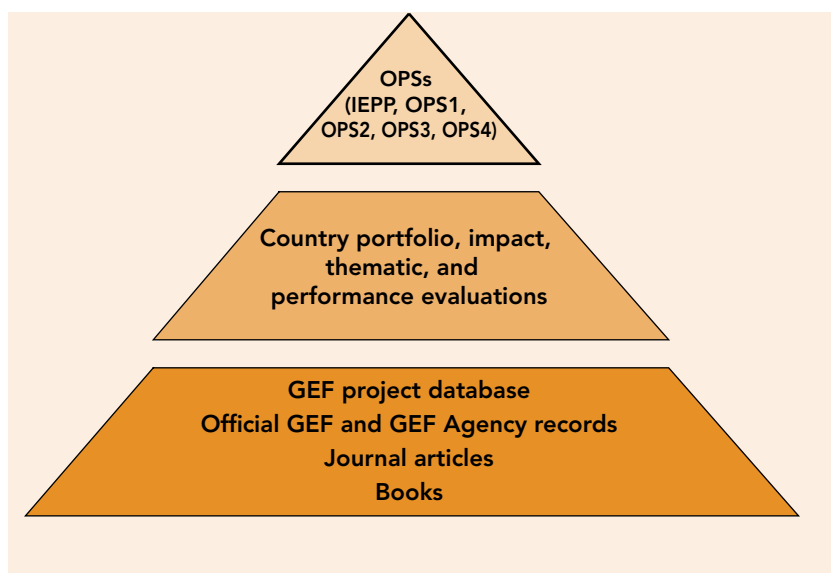 OPSs
(IEPP, OPS1,
OPS2, OPS3, OPS4)
Country portfolio, impact,
thematic, and
performance evaluations
GEF project database
Official GEF and GEF Agency records
Journal articles
Books